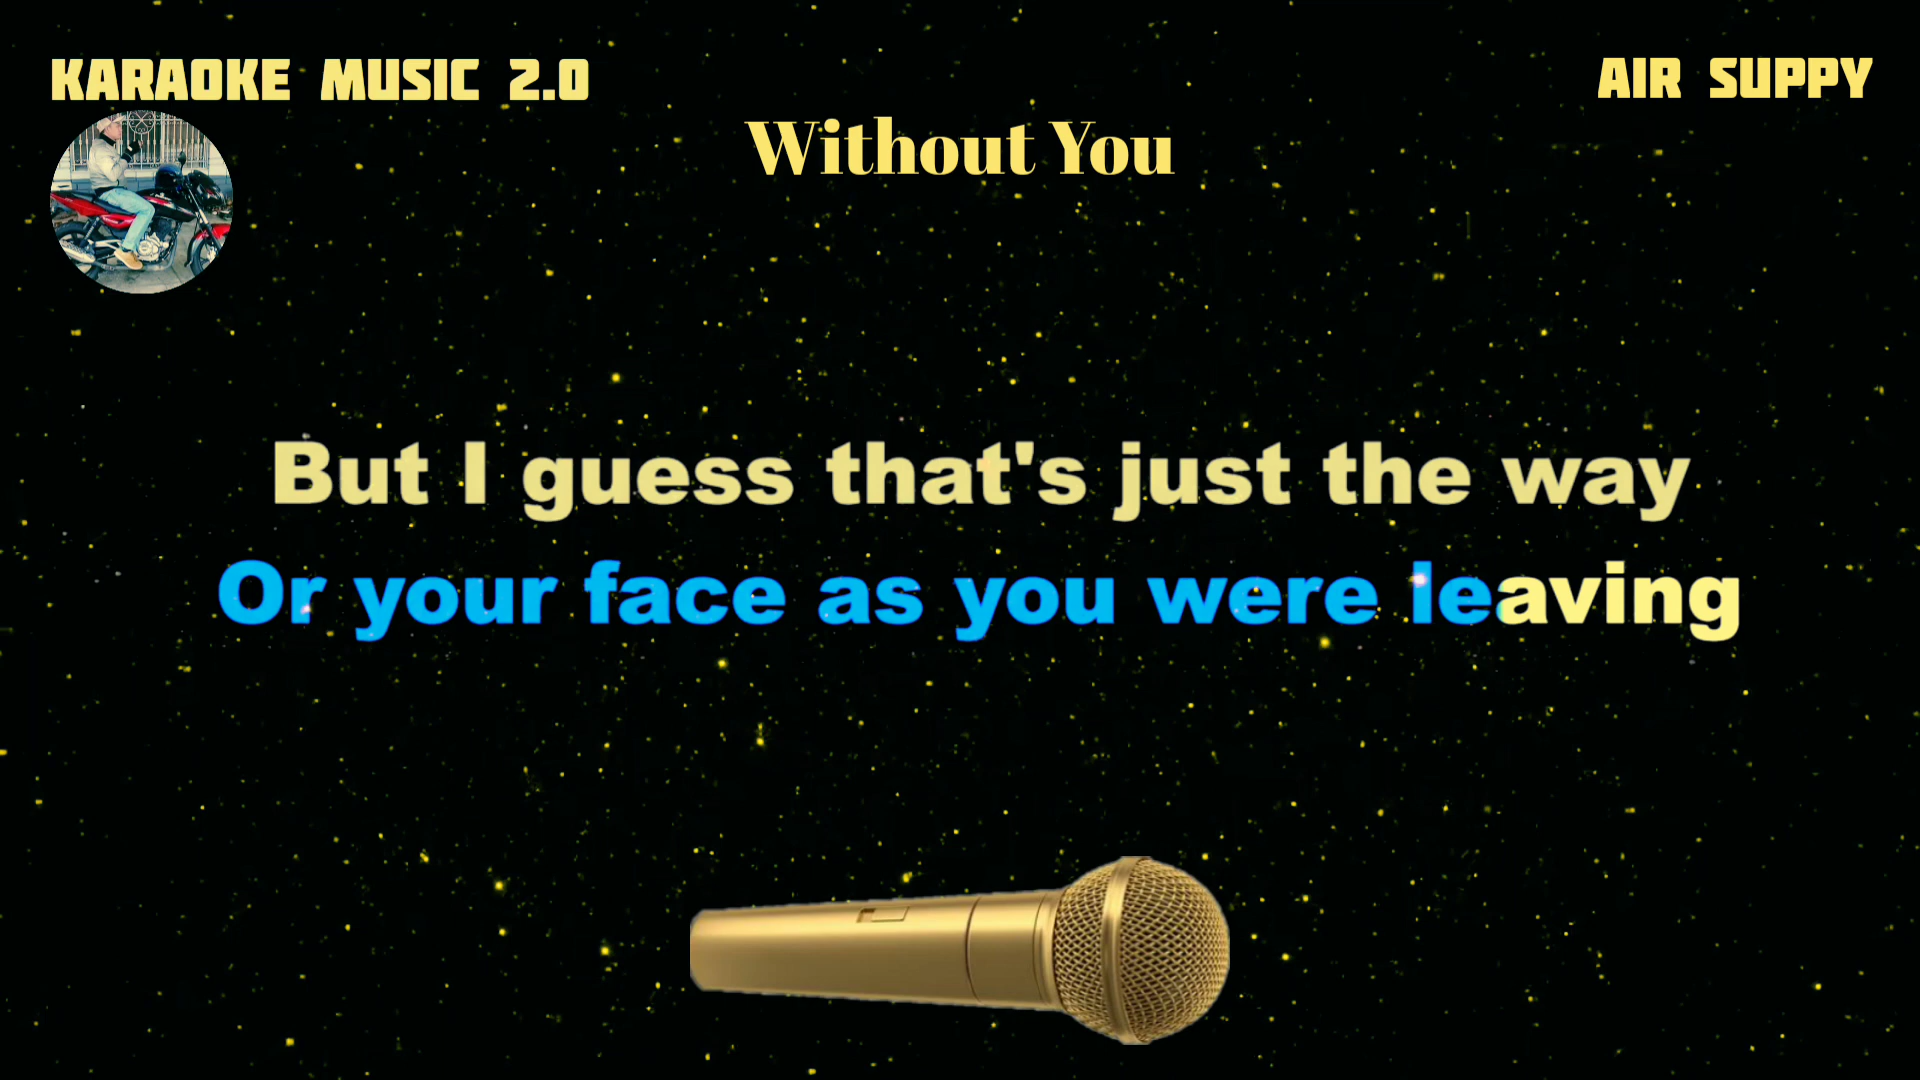 KARAOKE MUSIC 2.0
AIR SUPPY
Without You
But I guess that's just the way
Or your face as you were leaving